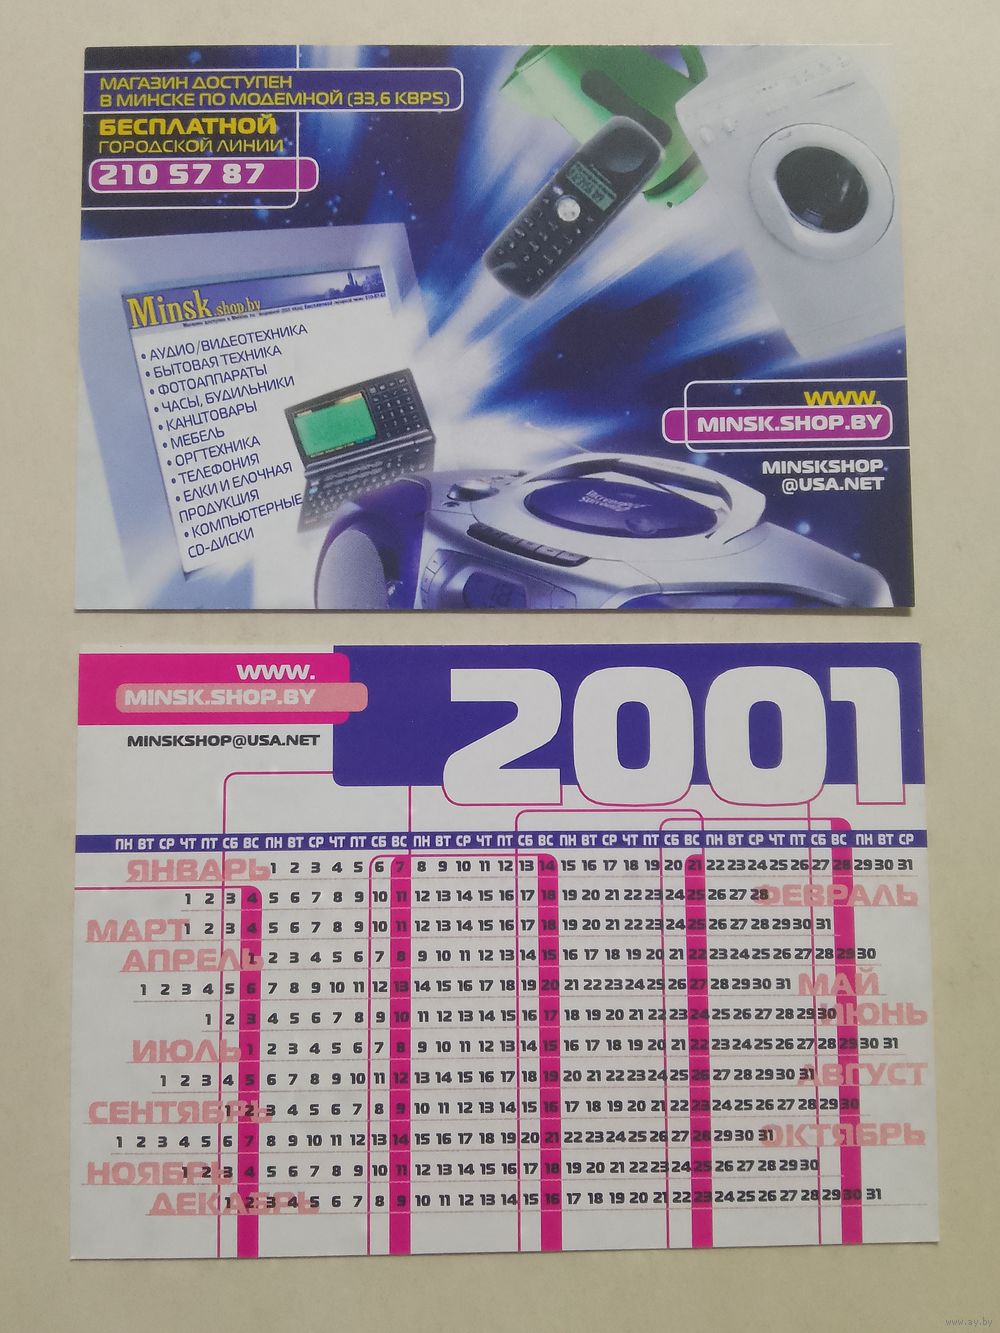 МАГАЗИН ДОСТУПЕН
В МИНСКЕ ПО МОДЕМНОЙ (33,6 KBPS)
БЕСПЛАТНОЙ
ГОРОДСКОЙ ЛИНИИ
210 57 87
Minsk.shop.by
• АУДИО/ВИДЕОТЕХНИКА
• БЫТОВАЯ ТЕХНИКА
• ФОТОАППАРАТЫ
• ЧАСЫ, БУДИЛЬНИКИ
• КАНЦТОВАРЫ
• МЕБЕЛЬ
• ОРГТЕХНИКА
• ТЕЛЕФОНИЯ
• ЕЛКИ И ЕЛОЧНАЯ
ПРОДУКЦИЯ
• КОМПЬЮТЕРНЫЕ
CD-ДИСКИ
WWW.
MINSK.SHOP.BY
MINSKSHOP
@USA.NET
WWW.
MINSK.SHOP.BY
MINSKSHOP@USA.NET
2001
ПН ВТ СР ЧТ ПТ СБ ВС ПН ВТ СР ЧТ ПТ СБ ВС ПН ВТ СР ЧТ ПТ СБ ВС ПН ВТ СР ЧТ ПТ СБ ВС ПН ВТ СР ЧТ ПТ СБ ВС ПН ВТ СР
ЯНВАРЬ 1 2 3 4 5 6 7 8 9 10 11 12 13 14 15 16 17 18 19 20 21 22 23 24 25 26 27 28 29 30 31
1 2 3 4 5 6 7 8 9 10 11 12 13 14 15 16 17 18 19 20 21 22 23 24 25 26 27 28 ФЕВРАЛЬ
МАРТ 1 2 3 4 5 6 7 8 9 10 11 12 13 14 15 16 17 18 19 20 21 22 23 24 25 26 27 28 29 30 31
АПРЕЛЬ 1 2 3 4 5 6 7 8 9 10 11 12 13 14 15 16 17 18 19 20 21 22 23 24 25 26 27 28 29 30
1 2 3 4 5 6 7 8 9 10 11 12 13 14 15 16 17 18 19 20 21 22 23 24 25 26 27 28 29 30 31 МАЙ
1 2 3 4 5 6 7 8 9 10 11 12 13 14 15 16 17 18 19 20 21 22 23 24 25 26 27 28 29 30 ИЮНЬ
ИЮЛЬ 1 2 3 4 5 6 7 8 9 10 11 12 13 14 15 16 17 18 19 20 21 22 23 24 25 26 27 28 29 30 31
1 2 3 4 5 6 7 8 9 10 11 12 13 14 15 16 17 18 19 20 21 22 23 24 25 26 27 28 29 30 31 АВГУСТ
СЕНТЯБРЬ 1 2 3 4 5 6 7 8 9 10 11 12 13 14 15 16 17 18 19 20 21 22 23 24 25 26 27 28 29 30
1 2 3 4 5 6 7 8 9 10 11 12 13 14 15 16 17 18 19 20 21 22 23 24 25 26 27 28 29 30 31 ОКТЯБРЬ
НОЯБРЬ 1 2 3 4 5 6 7 8 9 10 11 12 13 14 15 16 17 18 19 20 21 22 23 24 25 26 27 28 29 30
ДЕКАБРЬ 1 2 3 4 5 6 7 8 9 10 11 12 13 14 15 16 17 18 19 20 21 22 23 24 25 26 27 28 29 30 31
www.ay.by